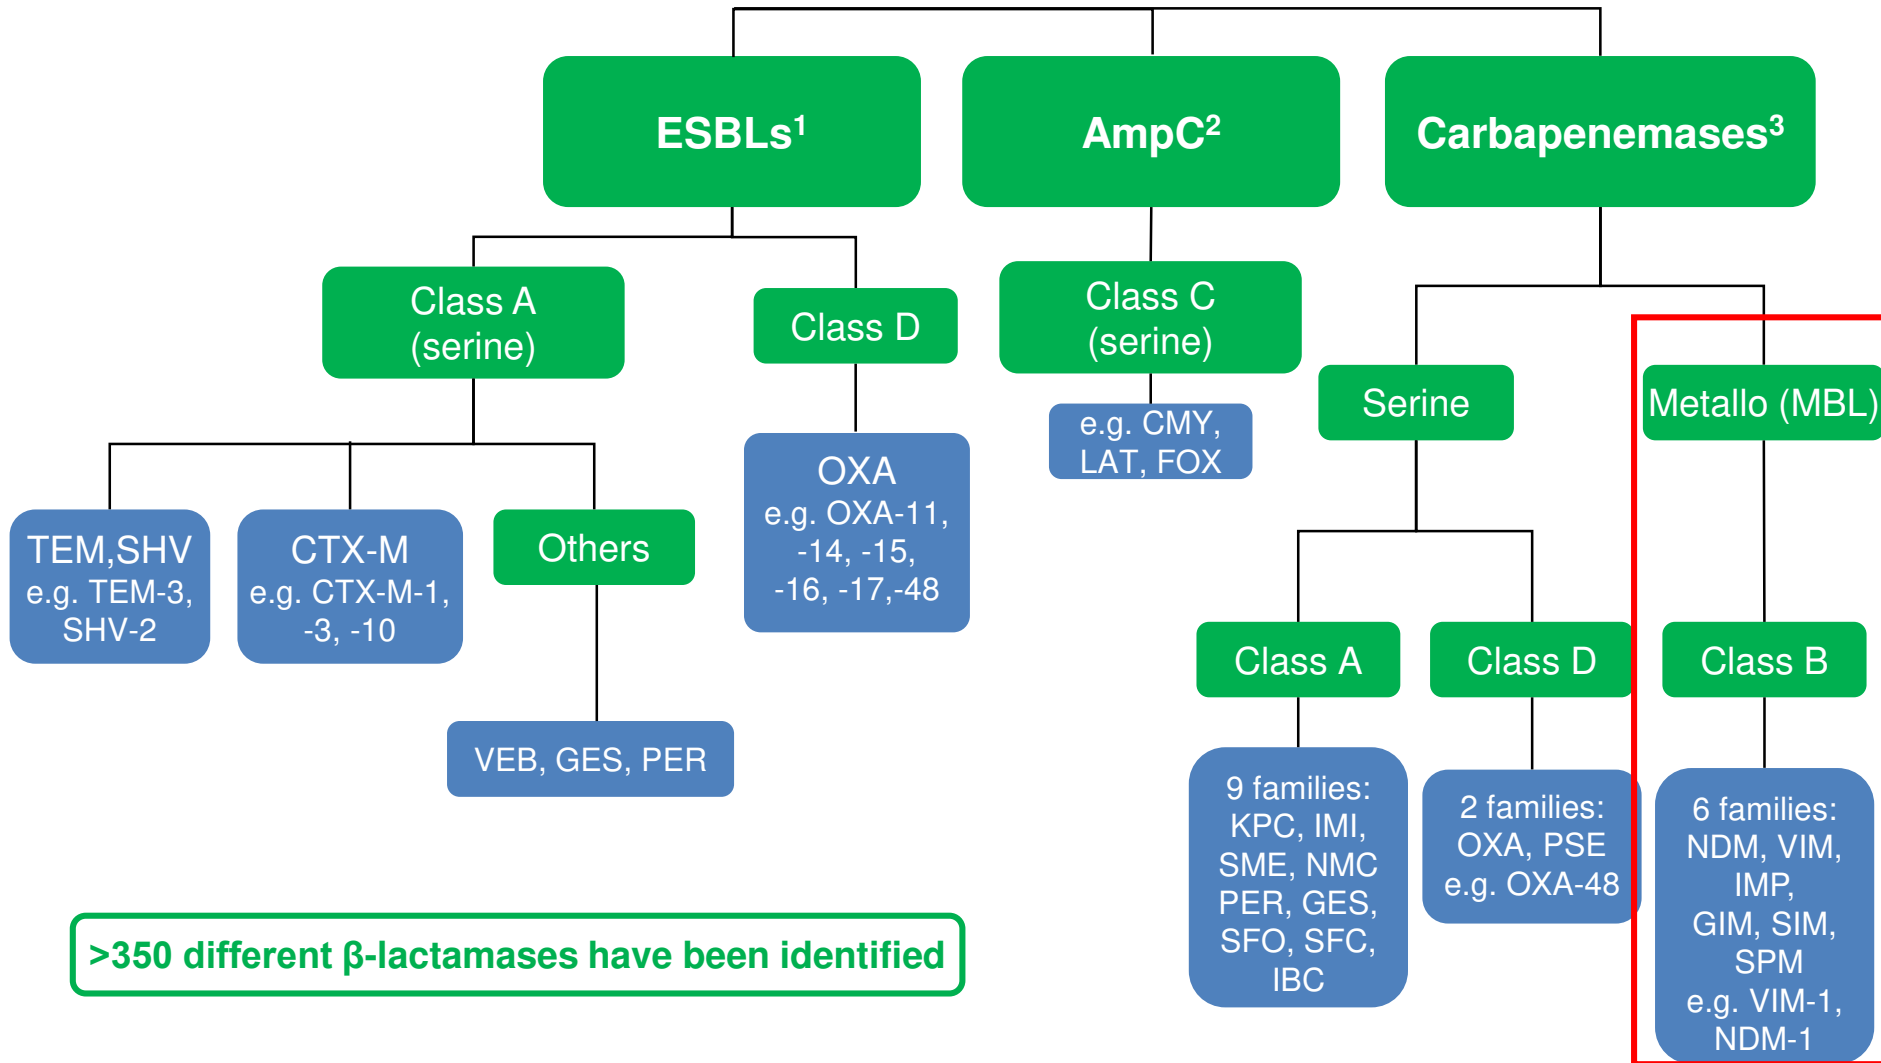 ESBLs¹
AmpC²
Carbapenemases³
Class A
(serine)
Class D
Class C
(serine)
Serine
Metallo (MBL)
TEM,SHV
e.g. TEM-3,
SHV-2
CTX-M
e.g. CTX-M-1,
-3, -10
Others
OXA
e.g. OXA-11,
-14, -15,
-16, -17,-48
e.g. CMY,
LAT, FOX
VEB, GES, PER
Class A
Class D
Class B
9 families:
KPC, IMI,
SME, NMC
PER, GES,
SFO, SFC,
IBC
2 families:
OXA, PSE
e.g. OXA-48
6 families:
NDM, VIM,
IMP,
GIM, SIM,
SPM
e.g. VIM-1,
NDM-1
>350 different β-lactamases have been identified